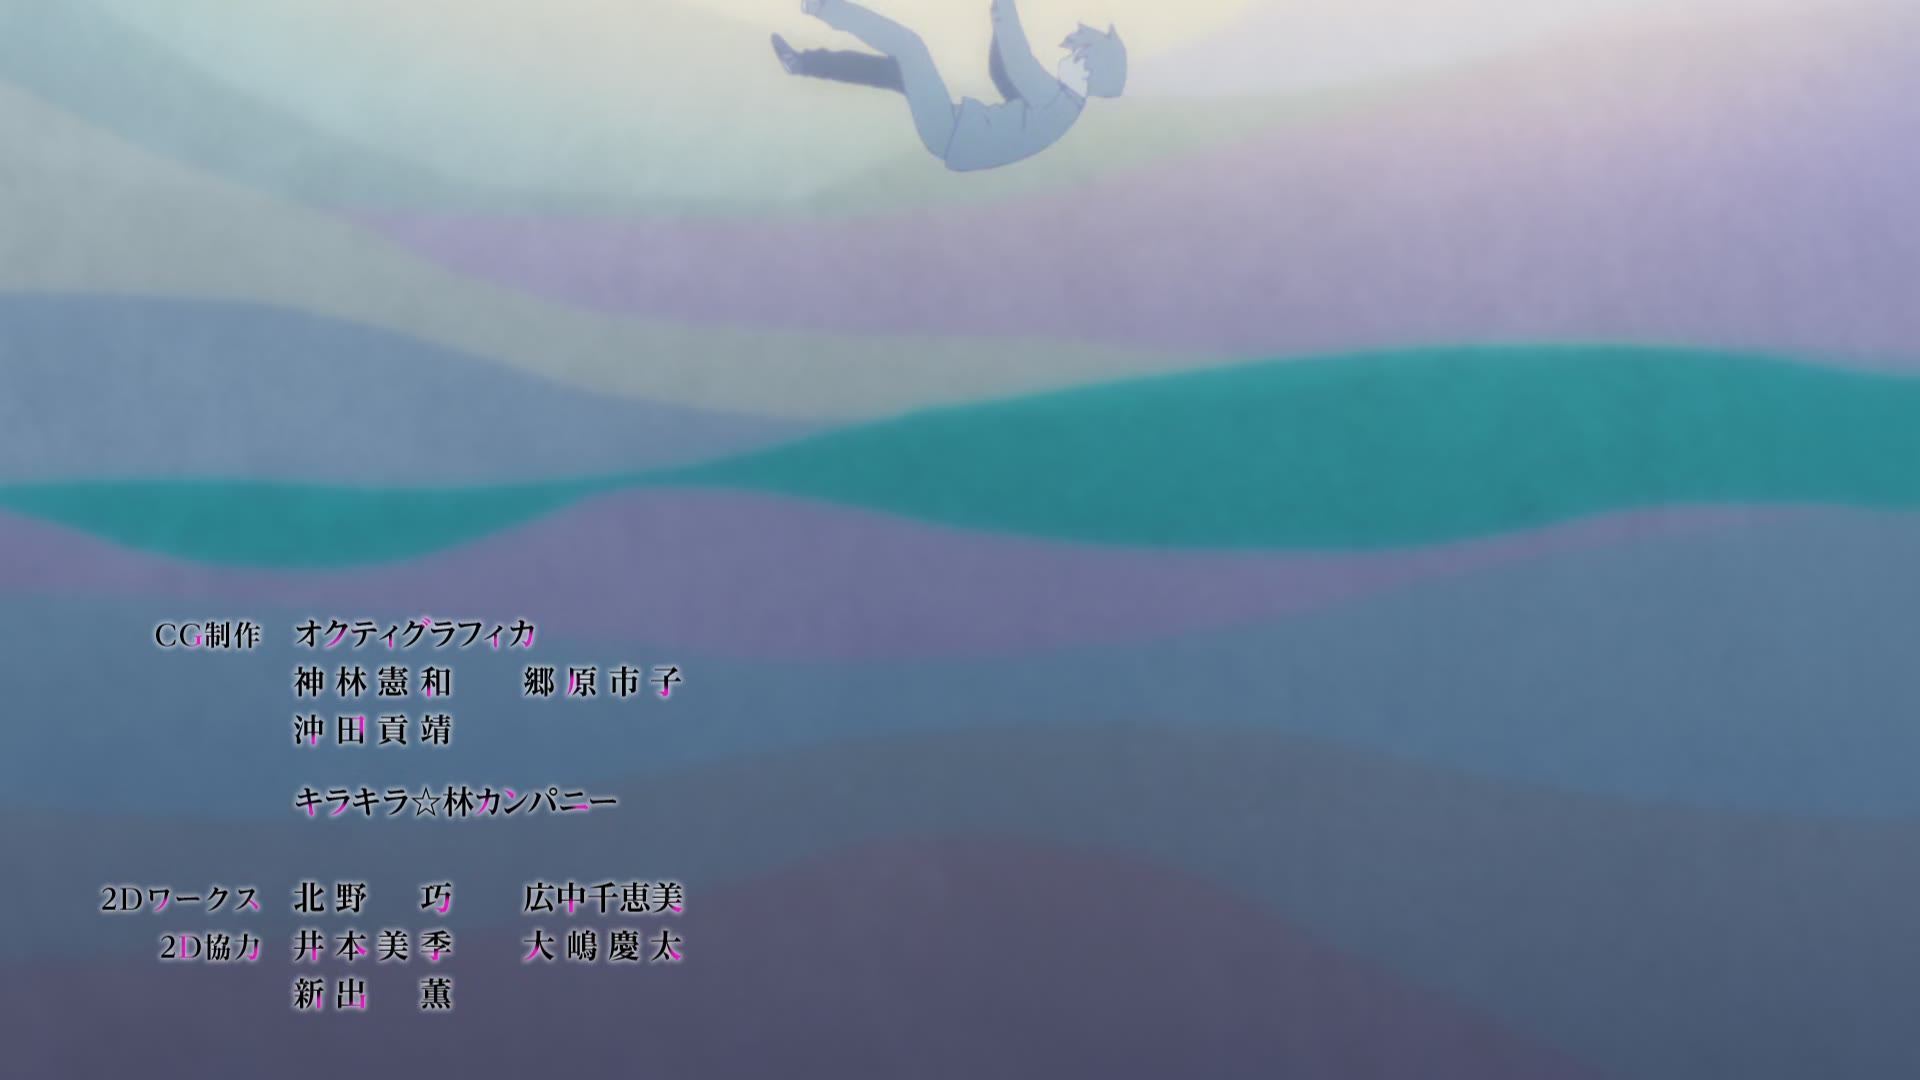 CG制作 オクティグラフィカ
神林憲和 郷原市子
沖田貢靖
キラキラ☆林カンパニー
2Dワークス 北野 巧 広中千恵美
2D協力 井本美季 大嶋慶太
新出 薫